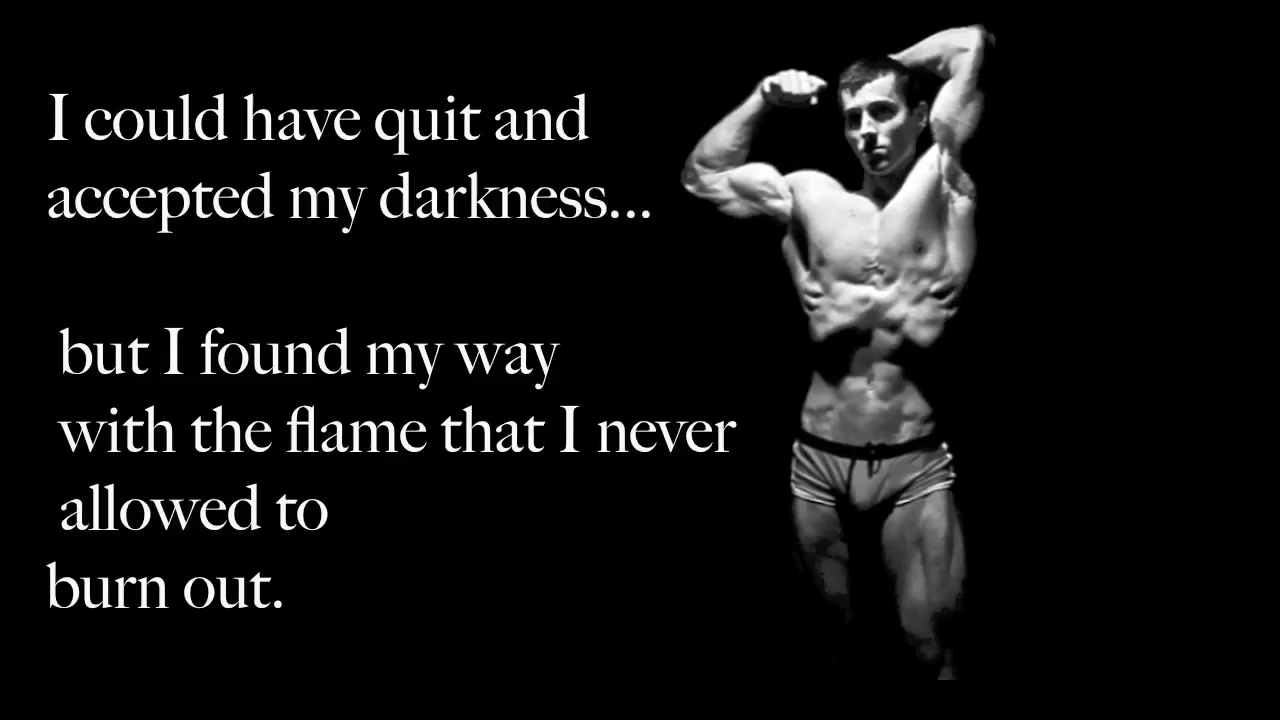 I could have quit and
accepted my darkness...
but I found my way
with the flame that I never
allowed to
burn out.